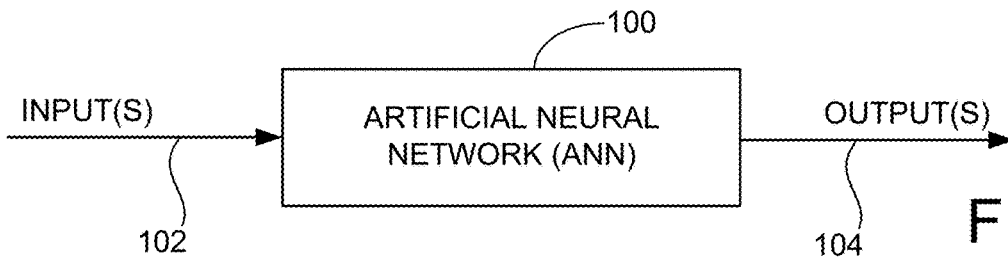 100
INPUT(S)
ARTIFICIAL NEURAL
NETWORK (ANN)
OUTPUT(S)
102
104
F